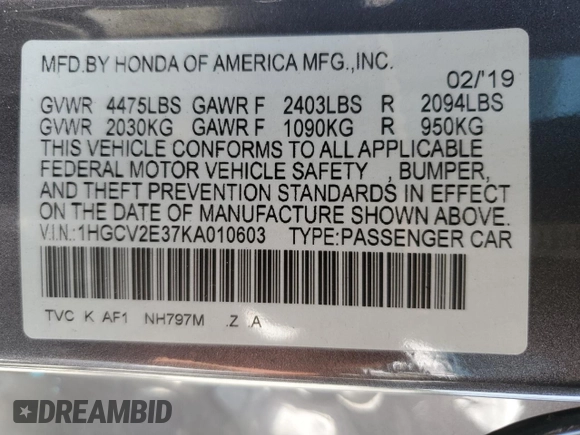 MFD.BY HONDA OF AMERICA MFG.,INC.
02/'19
GVWR 4475LBS GAWR F 2403LBS R 2094LBS
GVWR 2030KG GAWR F 1090KG R 950KG
THIS VEHICLE CONFORMS TO ALL APPLICABLE
FEDERAL MOTOR VEHICLE SAFETY , BUMPER,
AND THEFT PREVENTION STANDARDS IN EFFECT
ON THE DATE OF MANUFACTURE SHOWN ABOVE.
V.I.N.:1HGCV2E37KA010603 TYPE:PASSENGER CAR
TVC K AF1 NH797M .Z .A
DREAMBID